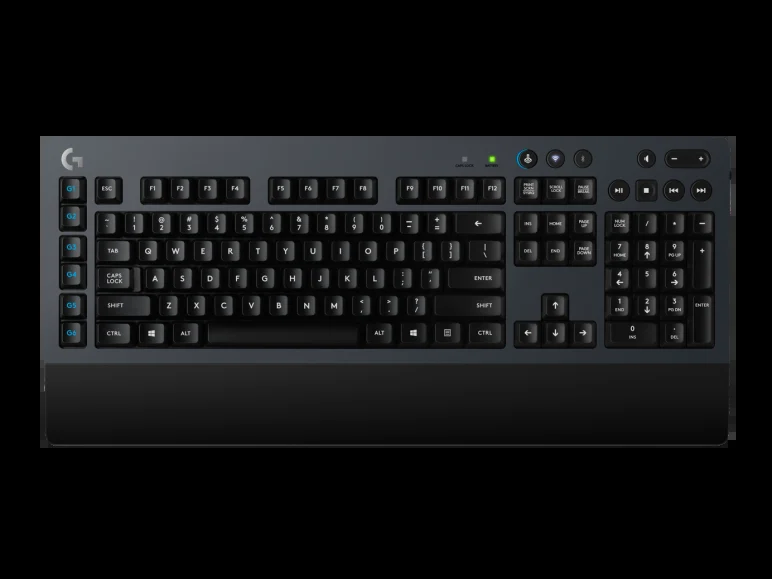 G
G1 ESC F1 F2 F3 F4 F5 F6 F7 F8 F9 F10 F11 F12 PRINT SCREEN SCROLL LOCK PAUSE BREAK
G2 ~ ` ! 1 @ 2 # 3 $ 4 % 5 ^ 6 & 7 * 8 ( 9 ) 0 — - + = ← INS HOME PAGE UP NUM LOCK / * −
G3 TAB Q W E R T Y U I O P { [ } ] | \ DEL END PAGE DOWN 7 HOME 8 ↑ 9 PG UP +
G4 CAPS LOCK A S D F G H J K L : ; " ' ENTER 4 ← 5 6 →
G5 SHIFT Z X C V B N M < , > . ? / SHIFT ↑ 1 END 2 ↓ 3 PG DN ENTER
G6 CTRL ALT ALT CTRL ← ↓ → 0 INS . DEL